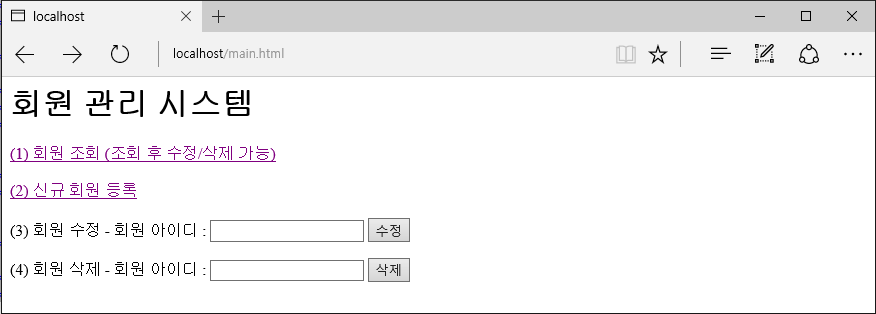 localhost
localhost/main.html
회원 관리 시스템
(1) 회원 조회 (조회 후 수정/삭제 가능)
(2) 신규 회원 등록
(3) 회원 수정 - 회원 아이디 : 수정
(4) 회원 삭제 - 회원 아이디 : 삭제